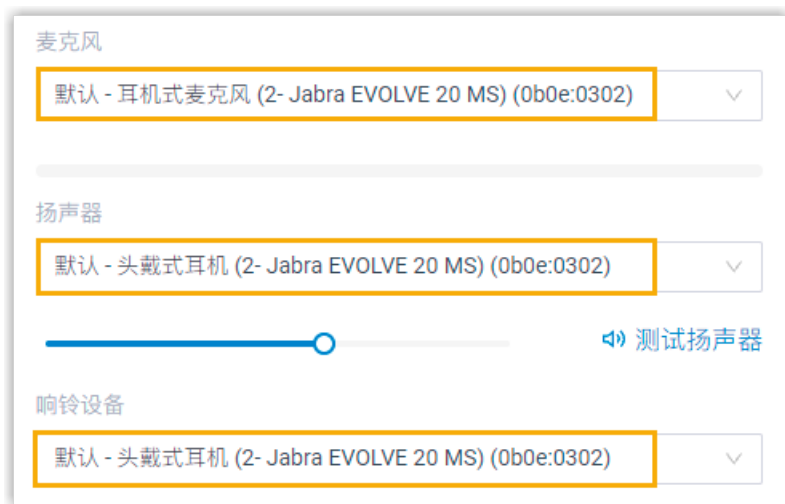 麦克风
默认 - 耳机式麦克风 (2- Jabra EVOLVE 20 MS) (0b0e:0302)
扬声器
默认 - 头戴式耳机 (2- Jabra EVOLVE 20 MS) (0b0e:0302)
测试扬声器
响铃设备
默认 - 头戴式耳机 (2- Jabra EVOLVE 20 MS) (0b0e:0302)